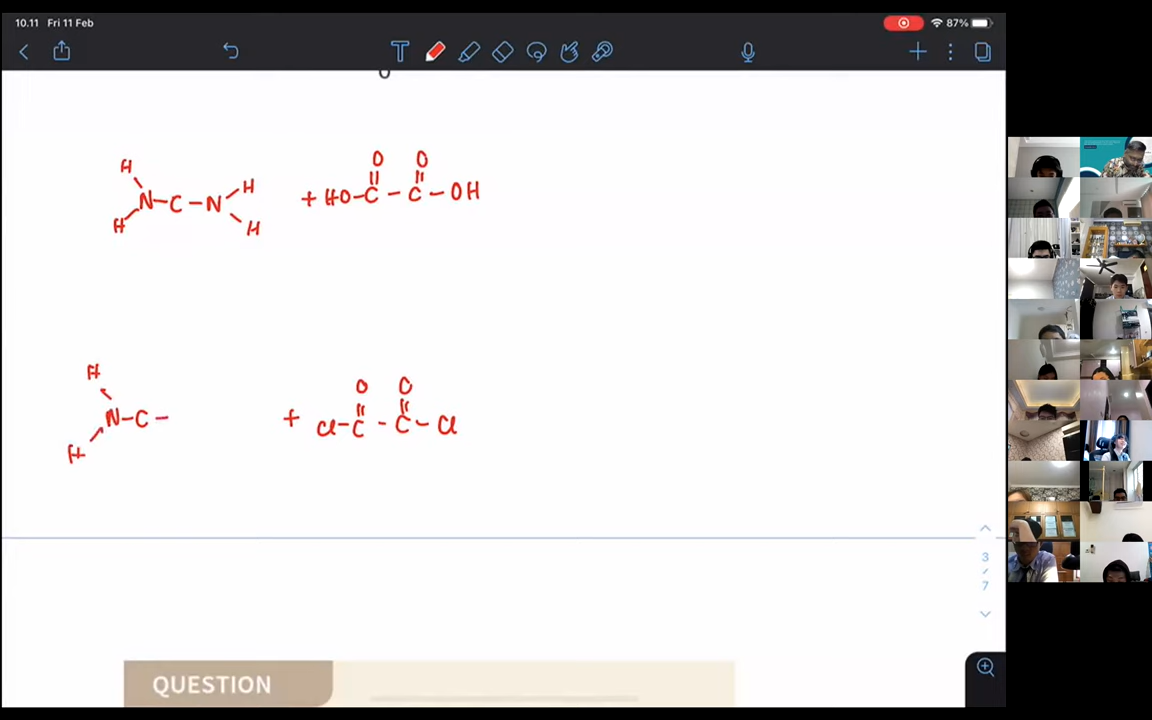 10.11 Fri 11 Feb
87%
T
H
H
N-C-N
H
H
+ HO-C-C-OH
O O
H
N-C-
H
O O
+ Cl-C-C-Cl
3
7
QUESTION